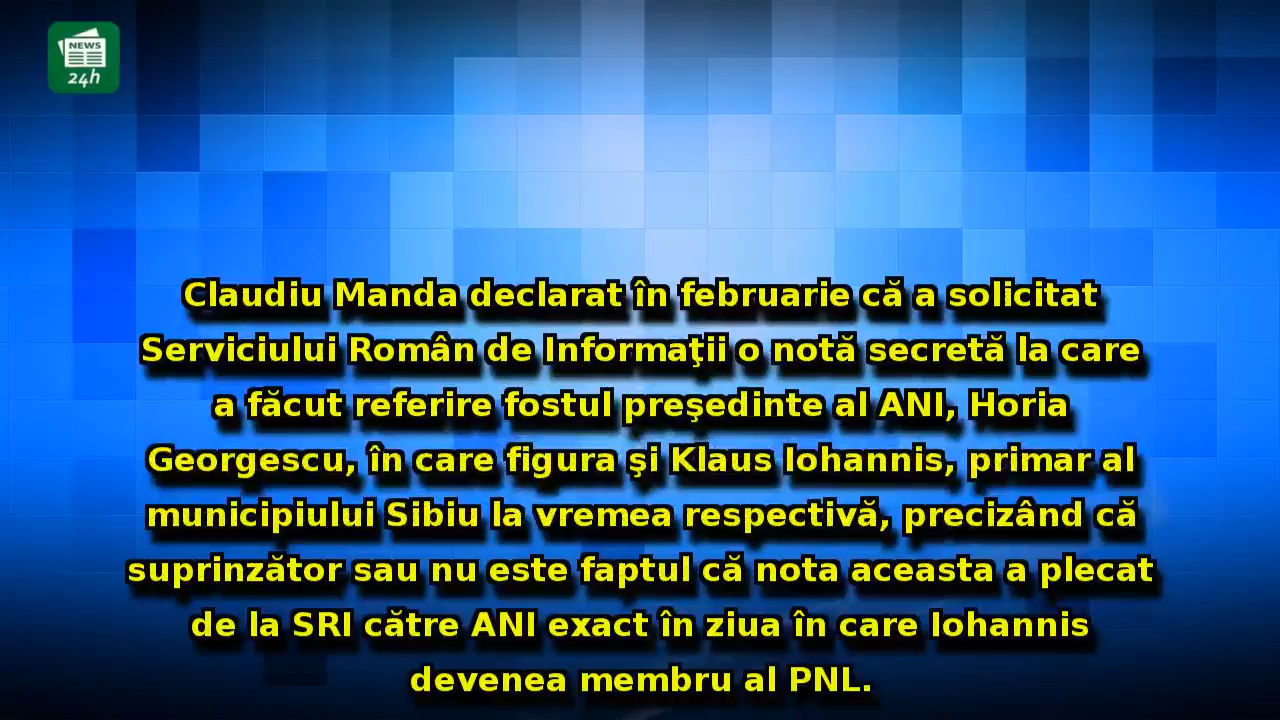 NEWS
24h
Claudiu Manda declarat în februarie că a solicitat
Serviciului Român de Informaţii o notă secretă la care
a făcut referire fostul preşedinte al ANI, Horia
Georgescu, în care figura şi Klaus Iohannis, primar al
municipiului Sibiu la vremea respectivă, precizând că
suprinzător sau nu este faptul că nota aceasta a plecat
de la SRI către ANI exact în ziua în care Iohannis
devenea membru al PNL.